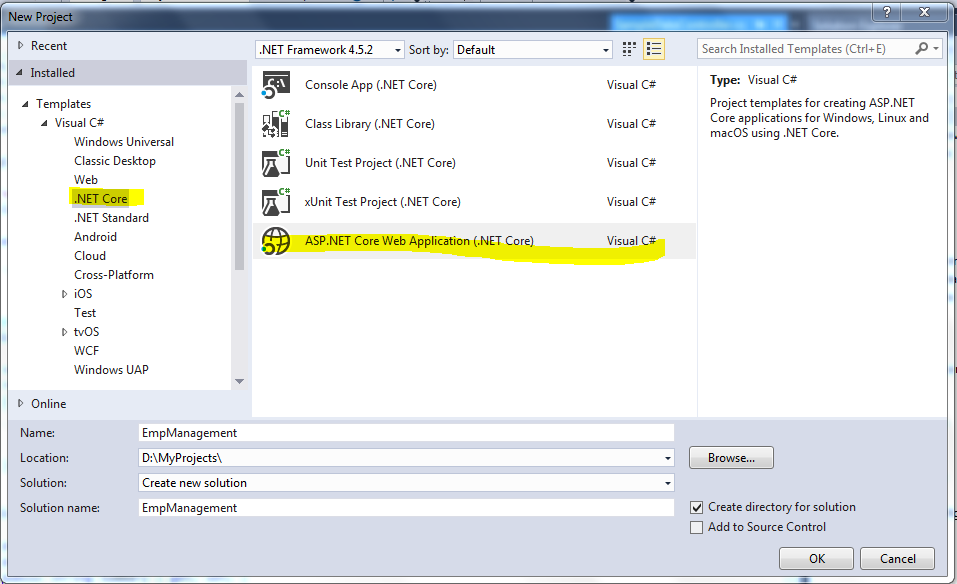 New Project
Recent
.NET Framework 4.5.2 Sort by: Default
Search Installed Templates (Ctrl+E)
Installed
Templates
Visual C#
Windows Universal
Classic Desktop
Web
.NET Core
.NET Standard
Android
Cloud
Cross-Platform
iOS
Test
tvOS
WCF
Windows UAP
Online
Console App (.NET Core) Visual C#
Class Library (.NET Core) Visual C#
Unit Test Project (.NET Core) Visual C#
xUnit Test Project (.NET Core) Visual C#
ASP.NET Core Web Application (.NET Core) Visual C#
Type: Visual C#
Project templates for creating ASP.NET
Core applications for Windows, Linux and
macOS using .NET Core.
Name: EmpManagement
Location: D:\MyProjects\
Browse...
Solution: Create new solution
Solution name: EmpManagement
Create directory for solution
Add to Source Control
OK Cancel